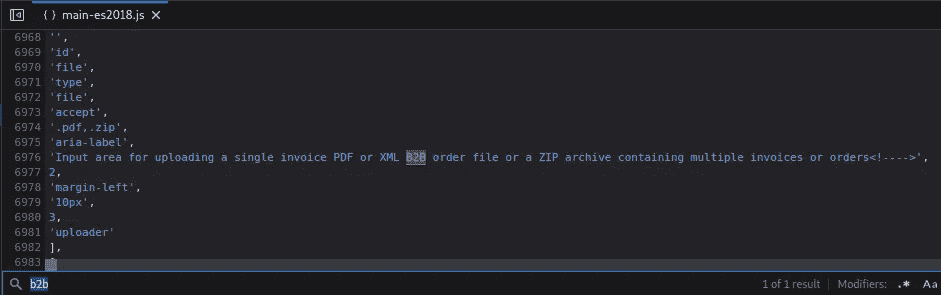 { } main-es2018.js ×
6968 '',
6969 'id',
6970 'file',
6971 'type',
6972 'file',
6973 'accept',
6974 '.pdf,.zip',
6975 'aria-label',
6976 'Input area for uploading a single invoice PDF or XML B2B order file or a ZIP archive containing multiple invoices or orders<!---->',
6977 2,
6978 'margin-left',
6979 '10px',
6980 3,
6981 'uploader'
6982 ],
6983
b2b 1 of 1 result Modifiers: .* Aa